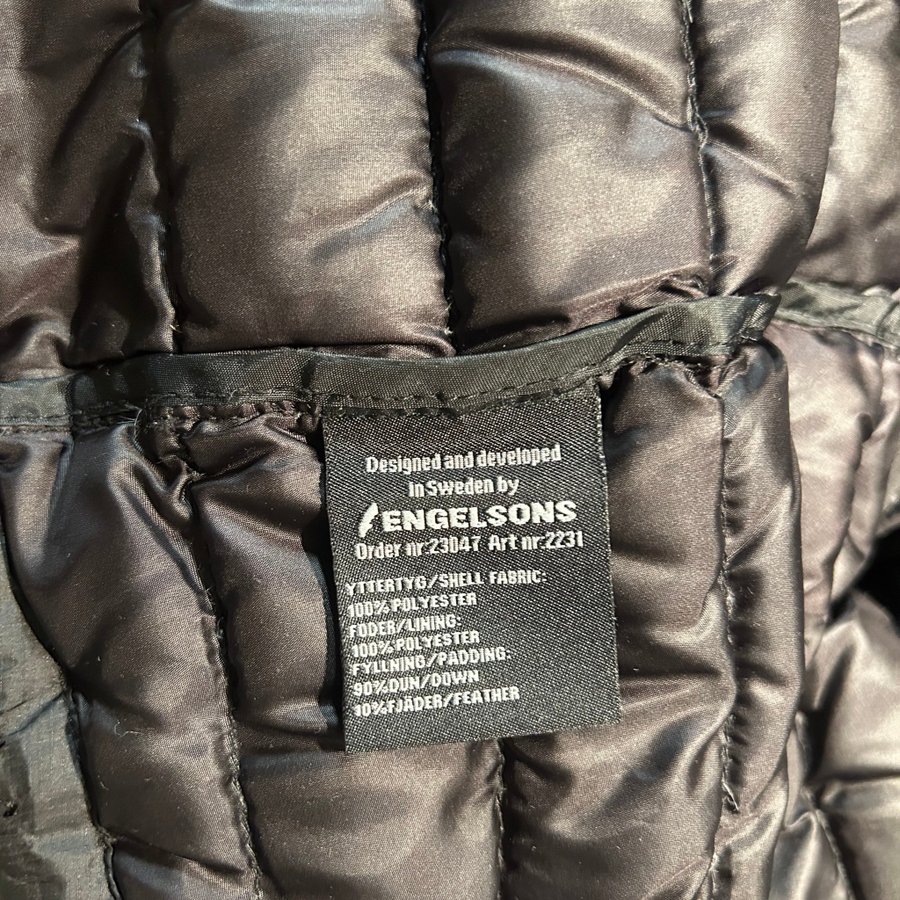 Designed and developed
in Sweden by
ENGELSONS
Order nr:23047 Art nr:2231
YTTERTYG/SHELL FABRIC:
100%POLYESTER
FODER/LINING:
100%POLYESTER
FYLLNING/PADDING:
90%DUN/DOWN
10%FJADER/FEATHER